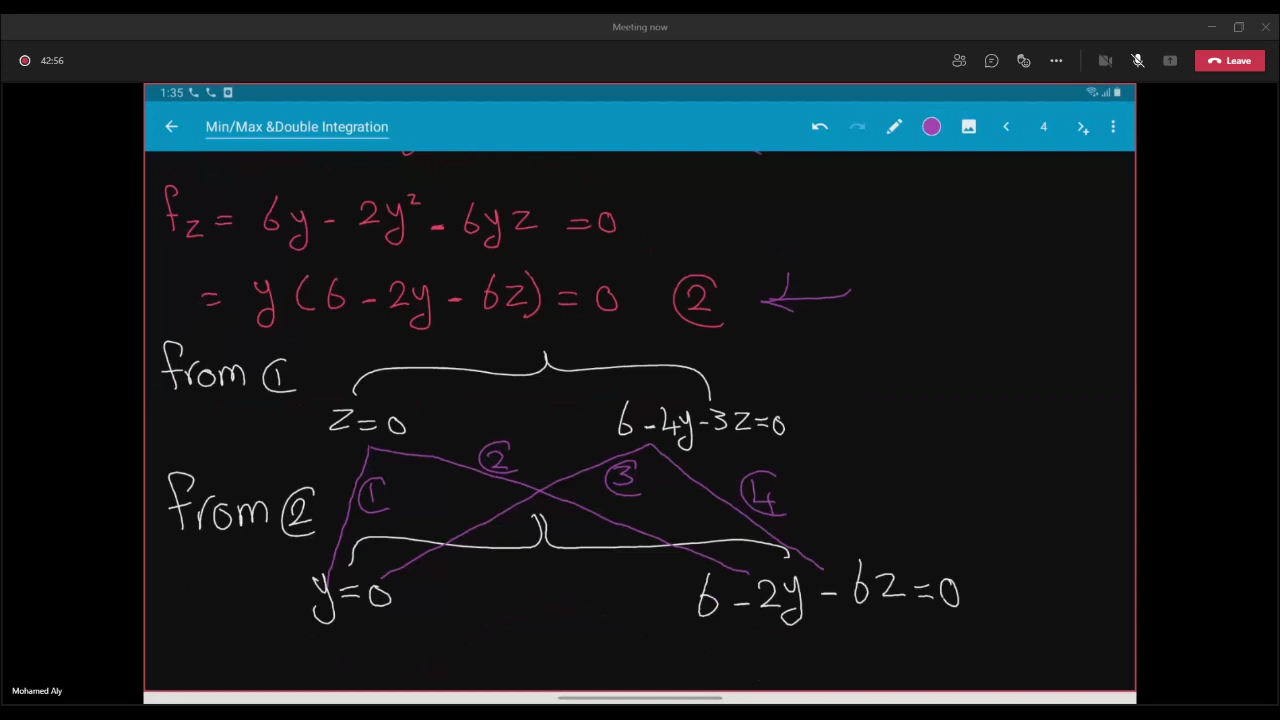 Meeting now
42:56
Leave
1:35
Min/Max &Double Integration
4
f_z = 6y - 2y² - 6yz = 0
= y (6 - 2y - 6z) = 0 ②
from ①
z = 0 6 - 4y - 3z = 0
② ③
① ④
from ②
y = 0 6 - 2y - 6z = 0
Mohamed Aly